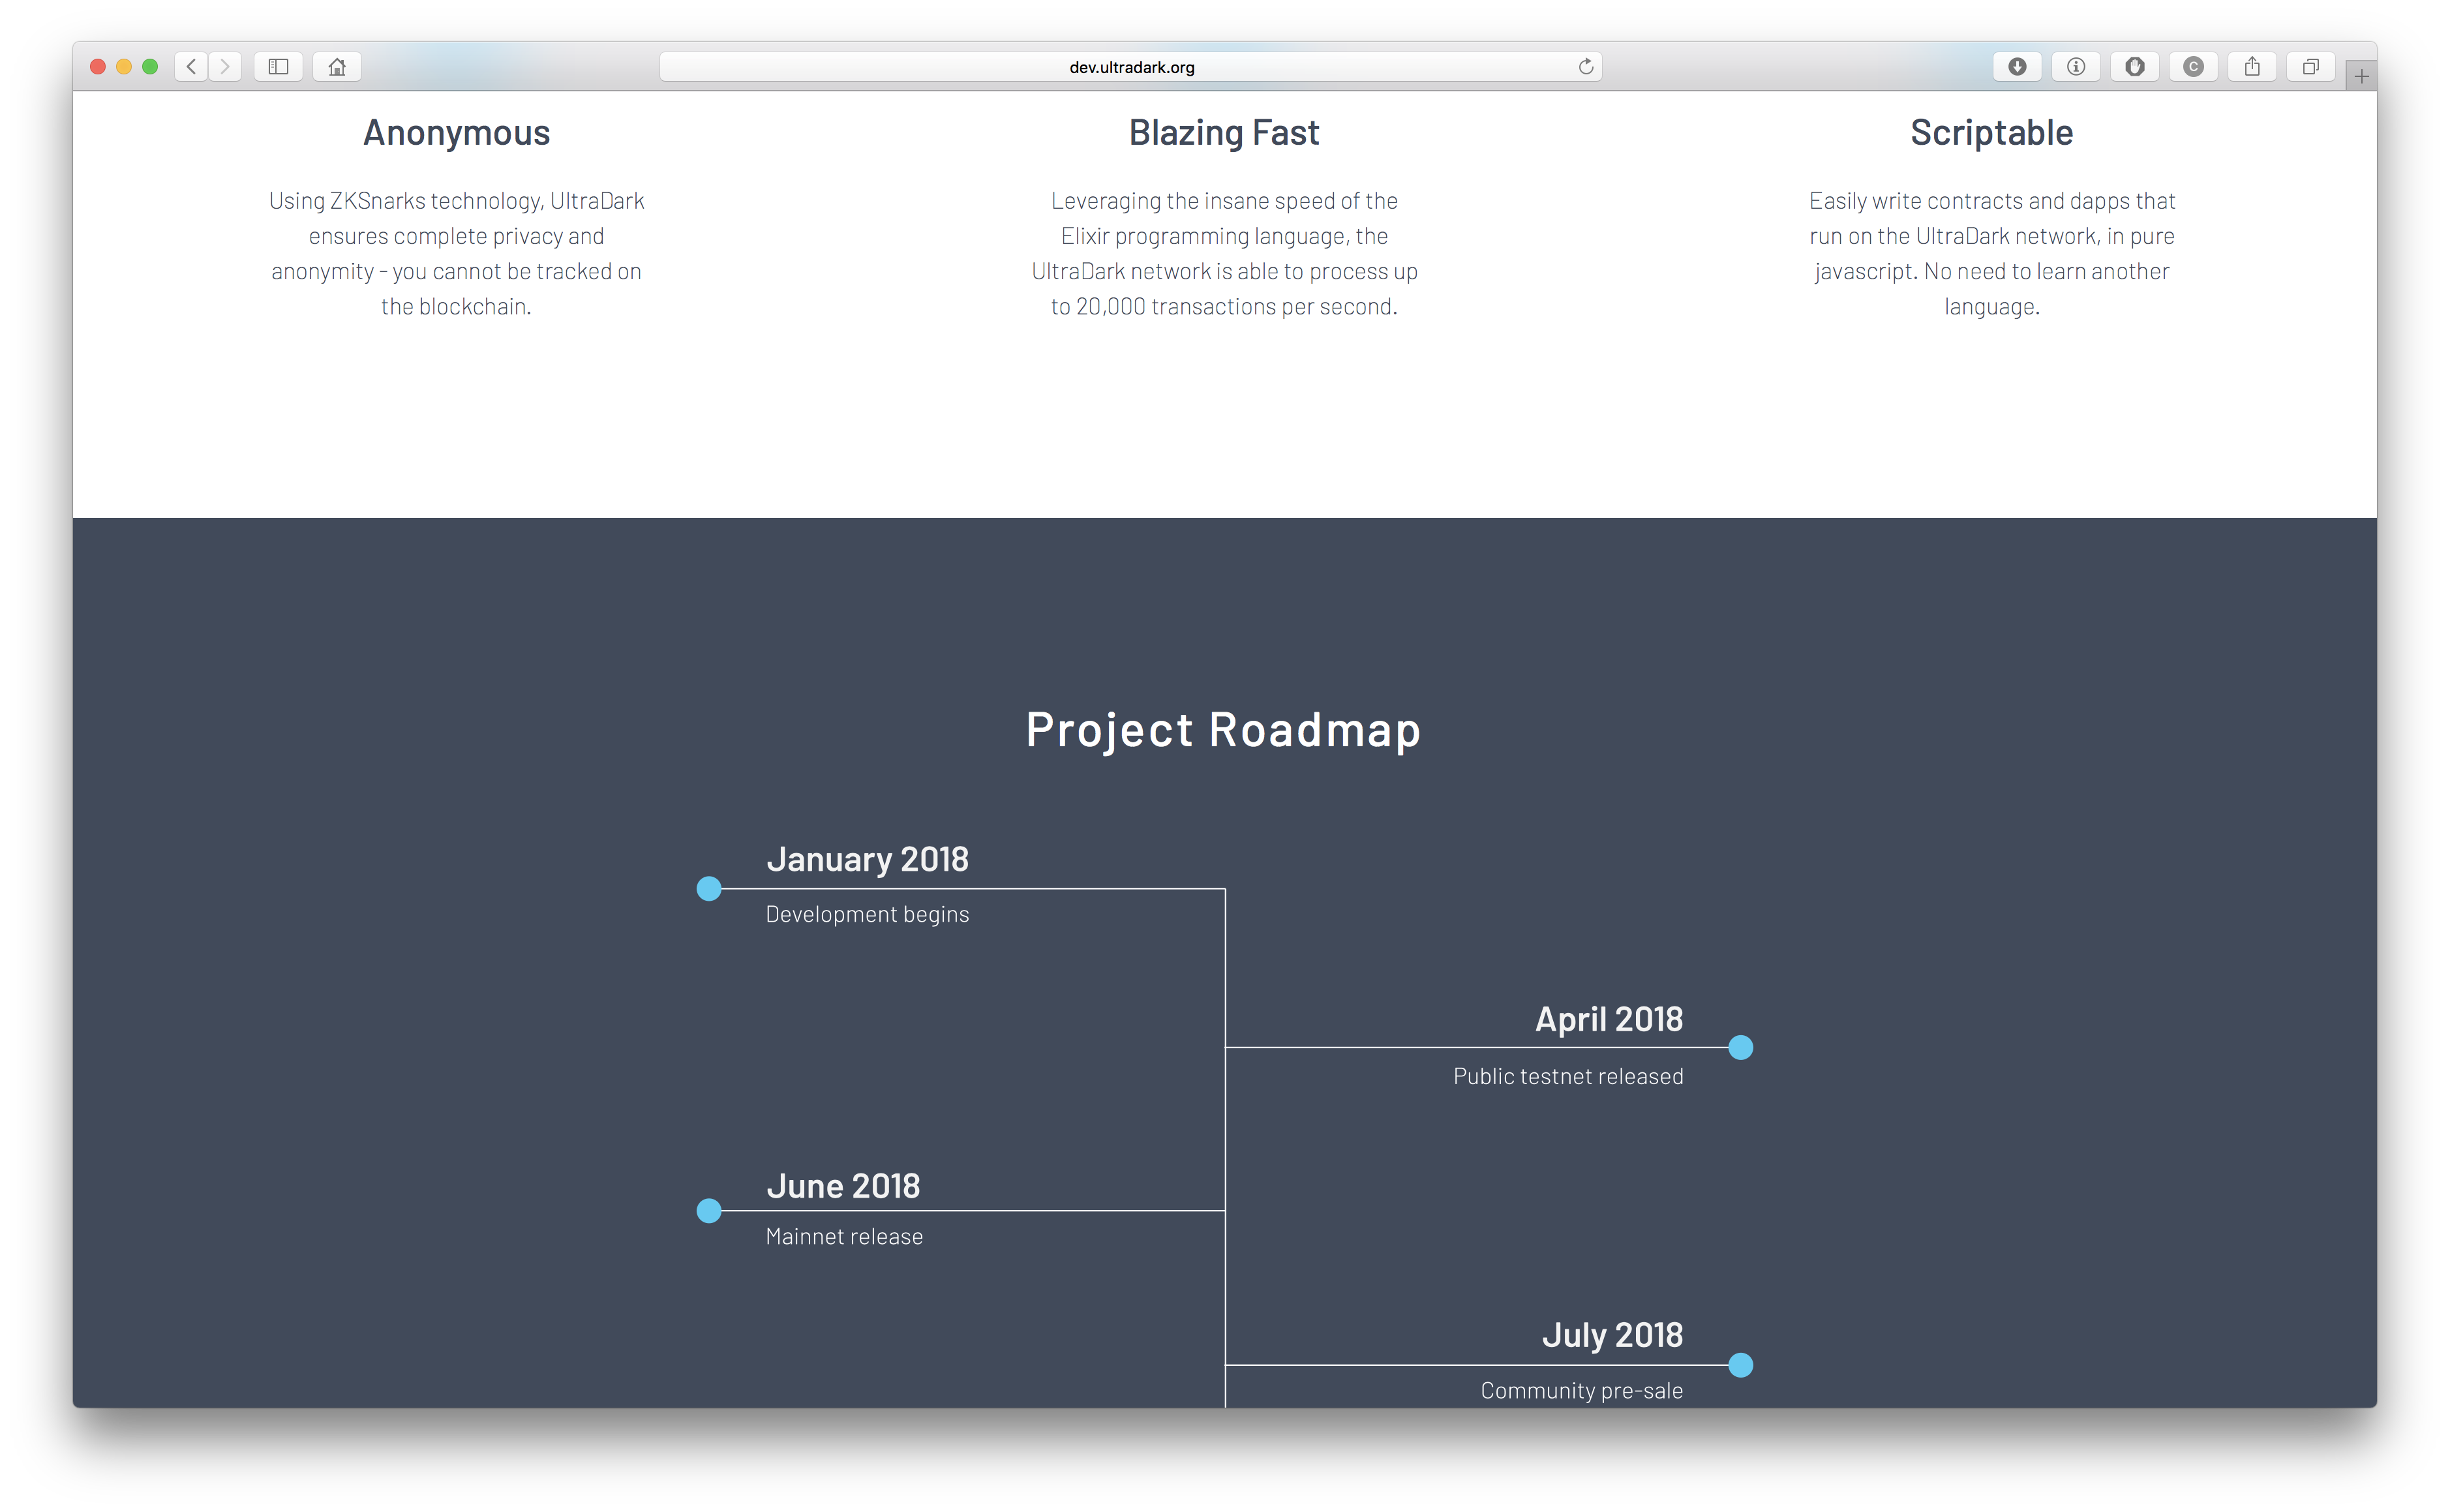 dev.ultradark.org
C
Anonymous
Using ZKSnarks technology, UltraDark
ensures complete privacy and
anonymity - you cannot be tracked on
the blockchain.
Blazing Fast
Leveraging the insane speed of the
Elixir programming language, the
UltraDark network is able to process up
to 20,000 transactions per second.
Scriptable
Easily write contracts and dapps that
run on the UltraDark network, in pure
javascript. No need to learn another
language.
Project Roadmap
January 2018
Development begins
April 2018
Public testnet released
June 2018
Mainnet release
July 2018
Community pre-sale